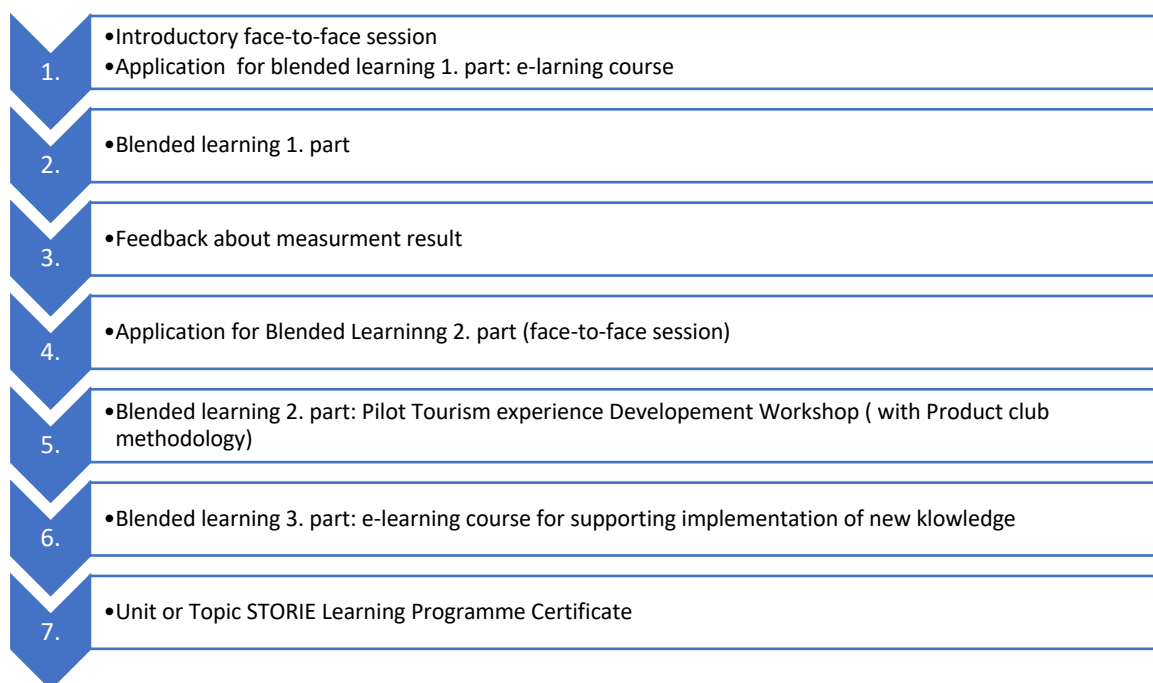 1.
•Introductory face-to-face session
•Application for blended learning 1. part: e-larning course
2.
•Blended learning 1. part
3.
•Feedback about measurment result
4.
•Application for Blended Learninng 2. part (face-to-face session)
5.
•Blended learning 2. part: Pilot Tourism experience Developement Workshop ( with Product club
methodology)
6.
•Blended learning 3. part: e-learning course for supporting implementation of new klowledge
7.
•Unit or Topic STORIE Learning Programme Certificate